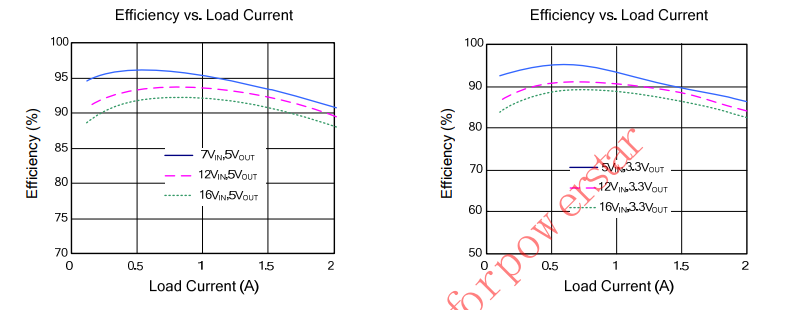 Efficiency vs. Load Current
100
95
90
85
80
75
70
Efficiency (%)
7VIN,5VOUT
12VIN,5VOUT
16VIN,5VOUT
0 0.5 1 1.5 2
Load Current (A)
Efficiency vs. Load Current
100
90
80
70
60
50
Efficiency (%)
5VIN,3.3VOUT
12VIN,3.3VOUT
16VIN,3.3VOUT
0 0.5 1 1.5 2
Load Current (A)
for powerstar